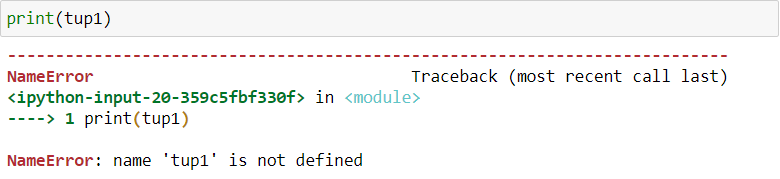 print(tup1)
---------------------------------------------------------------------------
NameError                                 Traceback (most recent call last)
<ipython-input-20-359c5fbf330f> in <module>
----> 1 print(tup1)
NameError: name 'tup1' is not defined